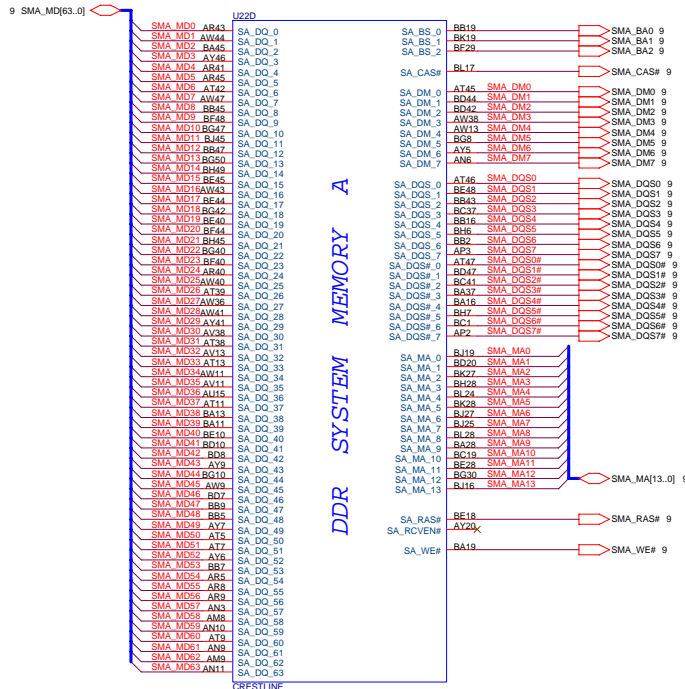 9 SMA_MD[63..0]
U22D
SMA_MD0 AR43 SA_DQ_0
SMA_MD1 AW44 SA_DQ_1
SMA_MD2 BA45 SA_DQ_2
SMA_MD3 AY46 SA_DQ_3
SMA_MD4 AR41 SA_DQ_4
SMA_MD5 AR45 SA_DQ_5
SMA_MD6 AT42 SA_DQ_6
SMA_MD7 AW47 SA_DQ_7
SMA_MD8 BB45 SA_DQ_8
SMA_MD9 BF48 SA_DQ_9
SMA_MD10 BG47 SA_DQ_10
SMA_MD11 BJ45 SA_DQ_11
SMA_MD12 BB47 SA_DQ_12
SMA_MD13 BG50 SA_DQ_13
SMA_MD14 BH49 SA_DQ_14
SMA_MD15 BE45 SA_DQ_15
SMA_MD16 AW43 SA_DQ_16
SMA_MD17 BE44 SA_DQ_17
SMA_MD18 BG42 SA_DQ_18
SMA_MD19 BE40 SA_DQ_19
SMA_MD20 BF44 SA_DQ_20
SMA_MD21 BH45 SA_DQ_21
SMA_MD22 BG40 SA_DQ_22
SMA_MD23 BF40 SA_DQ_23
SMA_MD24 AR40 SA_DQ_24
SMA_MD25 AW40 SA_DQ_25
SMA_MD26 AT39 SA_DQ_26
SMA_MD27 AW36 SA_DQ_27
SMA_MD28 AW41 SA_DQ_28
SMA_MD29 AY41 SA_DQ_29
SMA_MD30 AV38 SA_DQ_30
SMA_MD31 AT38 SA_DQ_31
SMA_MD32 AV13 SA_DQ_32
SMA_MD33 AT13 SA_DQ_33
SMA_MD34 AW11 SA_DQ_34
SMA_MD35 AV11 SA_DQ_35
SMA_MD36 AU15 SA_DQ_36
SMA_MD37 AT11 SA_DQ_37
SMA_MD38 BA13 SA_DQ_38
SMA_MD39 BA11 SA_DQ_39
SMA_MD40 BE10 SA_DQ_40
SMA_MD41 BD10 SA_DQ_41
SMA_MD42 BD8 SA_DQ_42
SMA_MD43 AY9 SA_DQ_43
SMA_MD44 BG10 SA_DQ_44
SMA_MD45 AW9 SA_DQ_45
SMA_MD46 BD7 SA_DQ_46
SMA_MD47 BB9 SA_DQ_47
SMA_MD48 BB5 SA_DQ_48
SMA_MD49 AY7 SA_DQ_49
SMA_MD50 AT5 SA_DQ_50
SMA_MD51 AT7 SA_DQ_51
SMA_MD52 AY6 SA_DQ_52
SMA_MD53 BB7 SA_DQ_53
SMA_MD54 AR5 SA_DQ_54
SMA_MD55 AR8 SA_DQ_55
SMA_MD56 AR9 SA_DQ_56
SMA_MD57 AN3 SA_DQ_57
SMA_MD58 AM8 SA_DQ_58
SMA_MD59 AN10 SA_DQ_59
SMA_MD60 AT9 SA_DQ_60
SMA_MD61 AN9 SA_DQ_61
SMA_MD62 AM9 SA_DQ_62
SMA_MD63 AN11 SA_DQ_63
DDR SYSTEM MEMORY A
SA_BS_0 BB19 SMA_BA0 9
SA_BS_1 BK19 SMA_BA1 9
SA_BS_2 BF29 SMA_BA2 9
SA_CAS# BL17 SMA_CAS# 9
SA_DM_0 AT45 SMA_DM0 SMA_DM0 9
SA_DM_1 BD44 SMA_DM1 SMA_DM1 9
SA_DM_2 BD42 SMA_DM2 SMA_DM2 9
SA_DM_3 AW38 SMA_DM3 SMA_DM3 9
SA_DM_4 AW13 SMA_DM4 SMA_DM4 9
SA_DM_5 BG8 SMA_DM5 SMA_DM5 9
SA_DM_6 AY5 SMA_DM6 SMA_DM6 9
SA_DM_7 AN6 SMA_DM7 SMA_DM7 9
SA_DQS_0 AT46 SMA_DQS0 SMA_DQS0 9
SA_DQS_1 BE48 SMA_DQS1 SMA_DQS1 9
SA_DQS_2 BB43 SMA_DQS2 SMA_DQS2 9
SA_DQS_3 BC37 SMA_DQS3 SMA_DQS3 9
SA_DQS_4 BB16 SMA_DQS4 SMA_DQS4 9
SA_DQS_5 BH6 SMA_DQS5 SMA_DQS5 9
SA_DQS_6 BB2 SMA_DQS6 SMA_DQS6 9
SA_DQS_7 AP3 SMA_DQS7 SMA_DQS7 9
SA_DQS#_0 AT47 SMA_DQS0# SMA_DQS0# 9
SA_DQS#_1 BD47 SMA_DQS1# SMA_DQS1# 9
SA_DQS#_2 BC41 SMA_DQS2# SMA_DQS2# 9
SA_DQS#_3 BA37 SMA_DQS3# SMA_DQS3# 9
SA_DQS#_4 BA16 SMA_DQS4# SMA_DQS4# 9
SA_DQS#_5 BH7 SMA_DQS5# SMA_DQS5# 9
SA_DQS#_6 BC1 SMA_DQS6# SMA_DQS6# 9
SA_DQS#_7 AP2 SMA_DQS7# SMA_DQS7# 9
SA_MA_0 BJ19 SMA_MA0
SA_MA_1 BD20 SMA_MA1
SA_MA_2 BK27 SMA_MA2
SA_MA_3 BH28 SMA_MA3
SA_MA_4 BL24 SMA_MA4
SA_MA_5 BK28 SMA_MA5
SA_MA_6 BJ27 SMA_MA6
SA_MA_7 BJ25 SMA_MA7
SA_MA_8 BL28 SMA_MA8
SA_MA_9 BA28 SMA_MA9
SA_MA_10 BC19 SMA_MA10
SA_MA_11 BE28 SMA_MA11
SA_MA_12 BG30 SMA_MA12
SA_MA_13 BJ16 SMA_MA13
SMA_MA[13..0] 9
SA_RAS# BE18 SMA_RAS# 9
SA_RCVEN# AY20
SA_WE# BA19 SMA_WE# 9
CRESTLINE